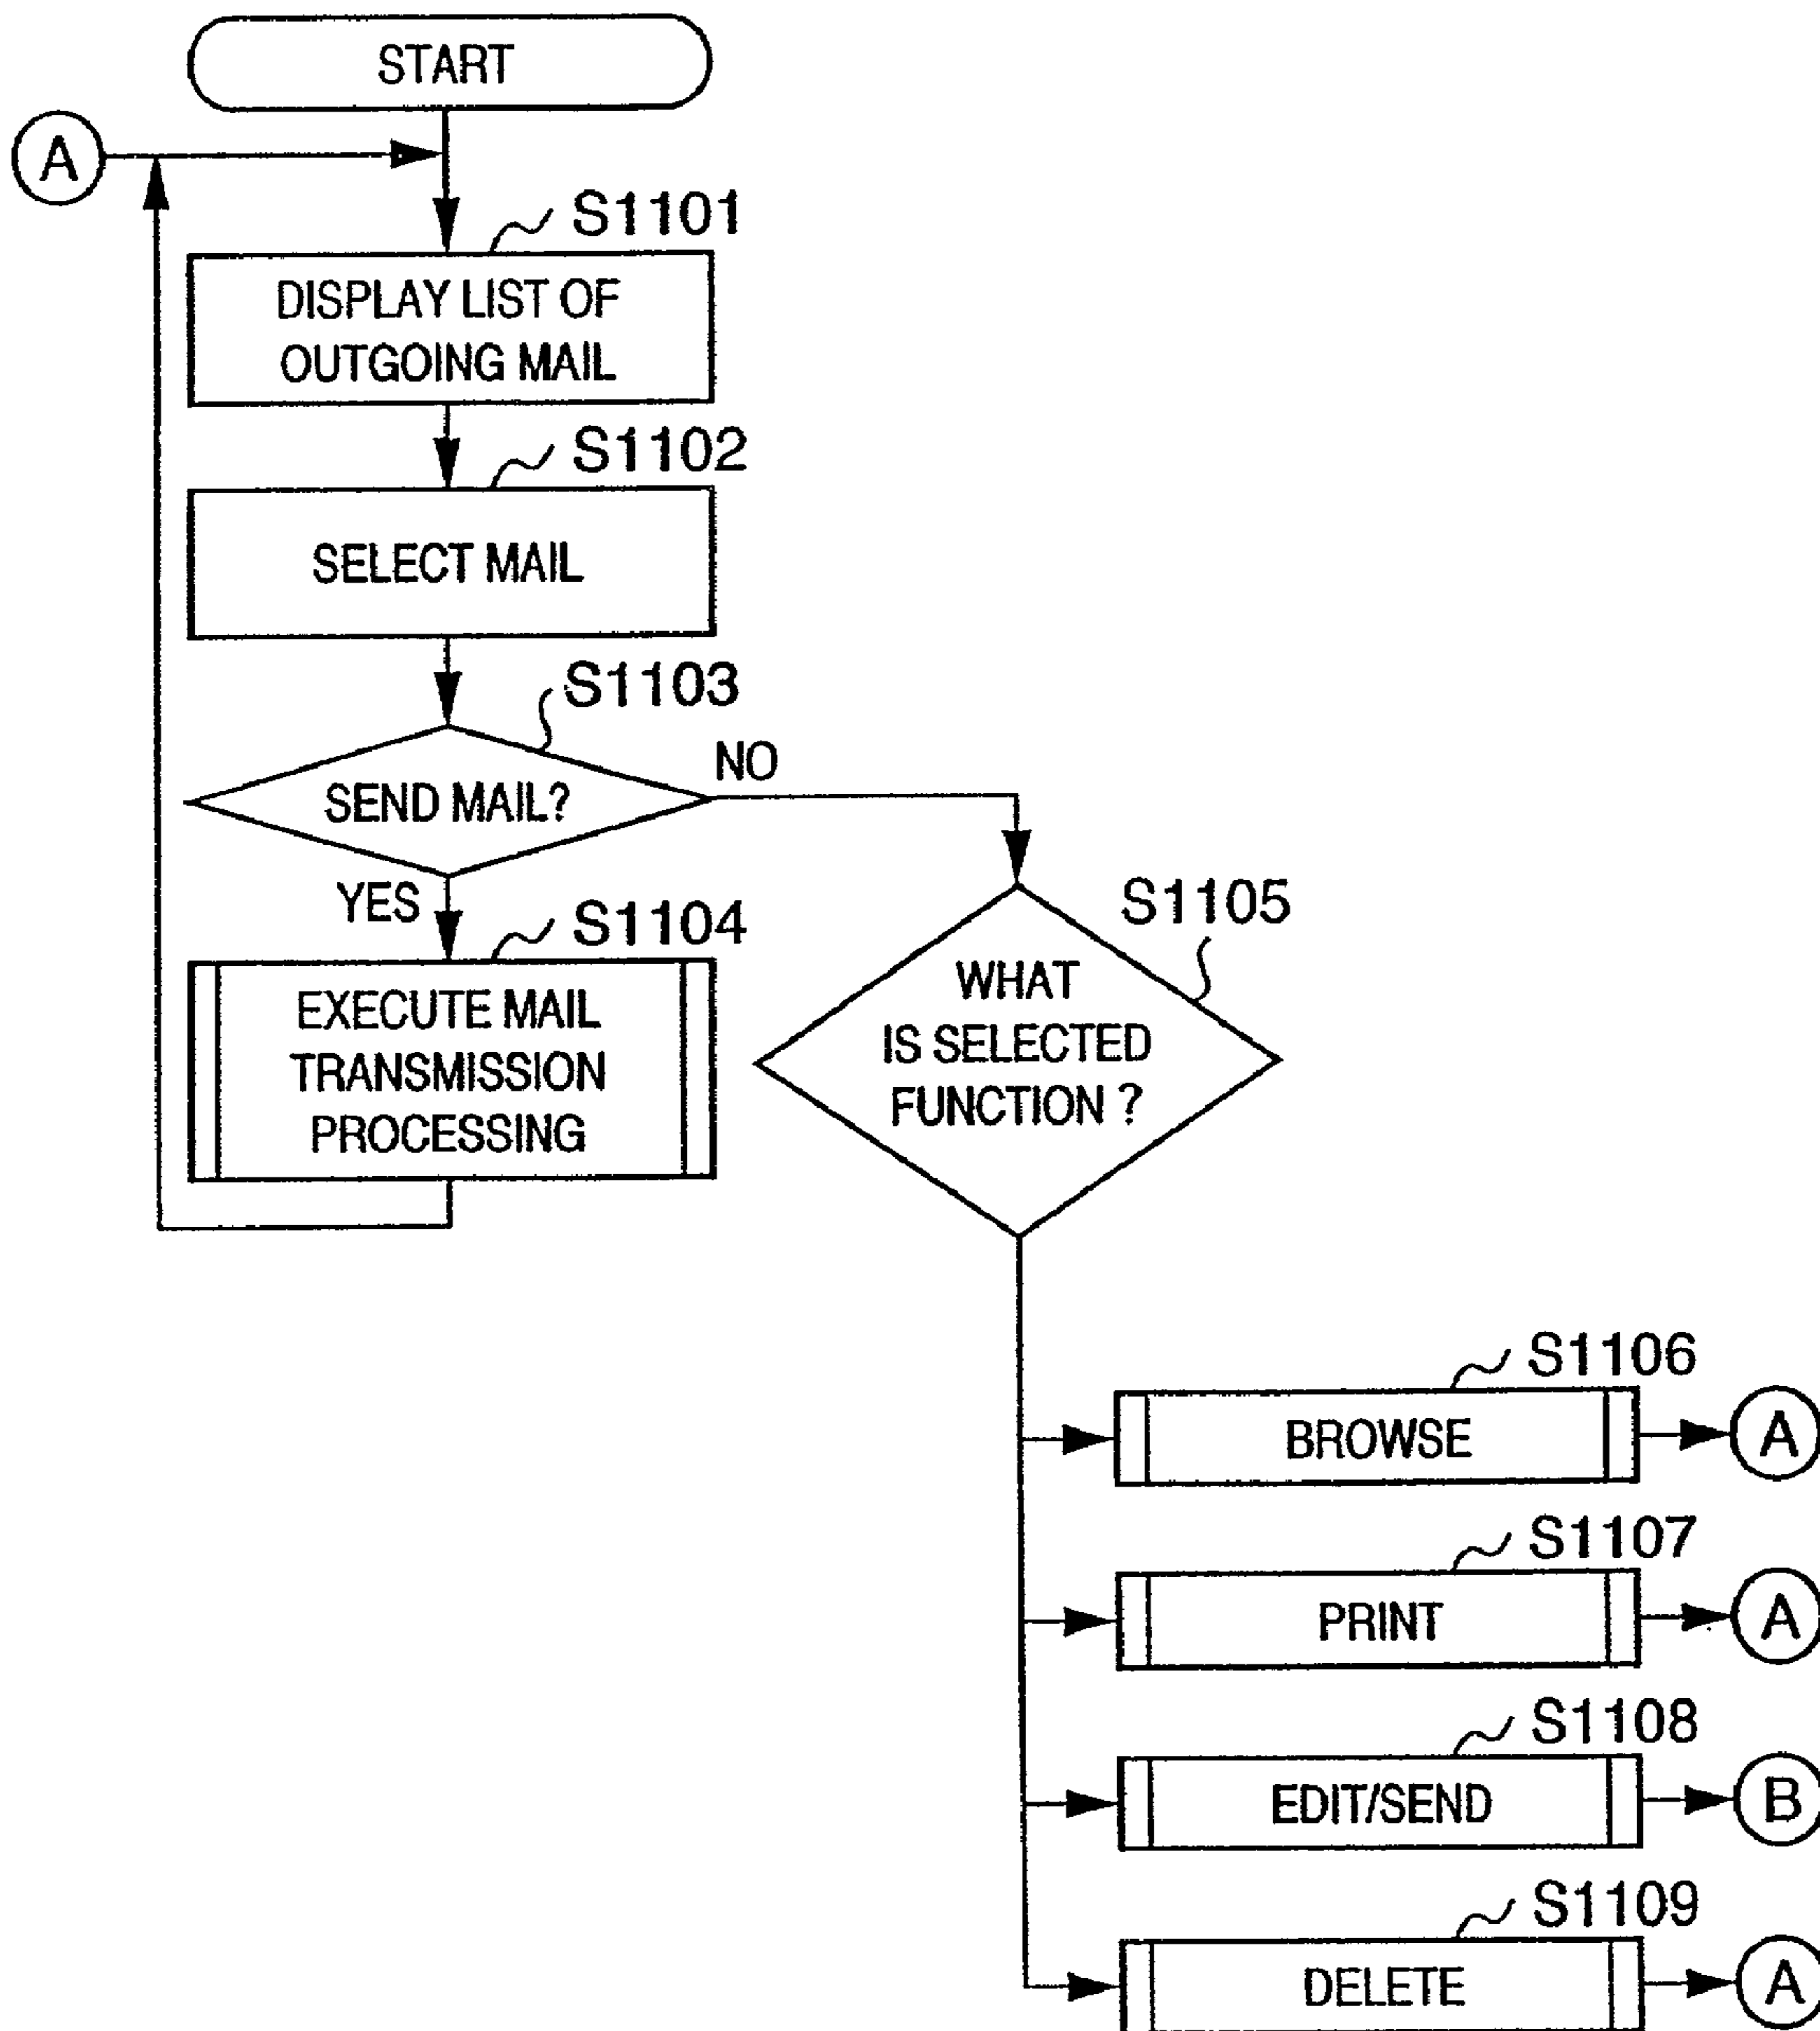 START
A
S1101
DISPLAY LIST OF
OUTGOING MAIL
S1102
SELECT MAIL
S1103
SEND MAIL?
NO
YES
S1104
EXECUTE MAIL
TRANSMISSION
PROCESSING
S1105
WHAT
IS SELECTED
FUNCTION ?
S1106
BROWSE
A
S1107
PRINT
A
S1108
EDIT/SEND
B
S1109
DELETE
A